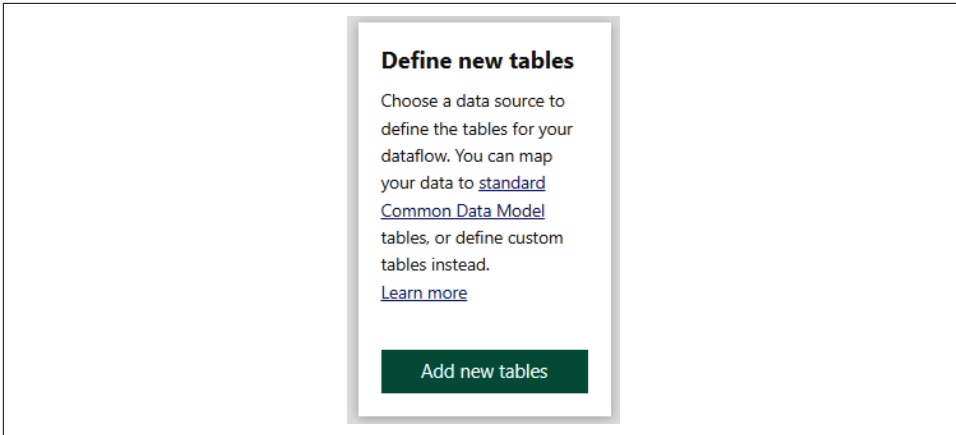 Define new tables
Choose a data source to
define the tables for your
dataflow. You can map
your data to standard
Common Data Model
tables, or define custom
tables instead.
Learn more
Add new tables